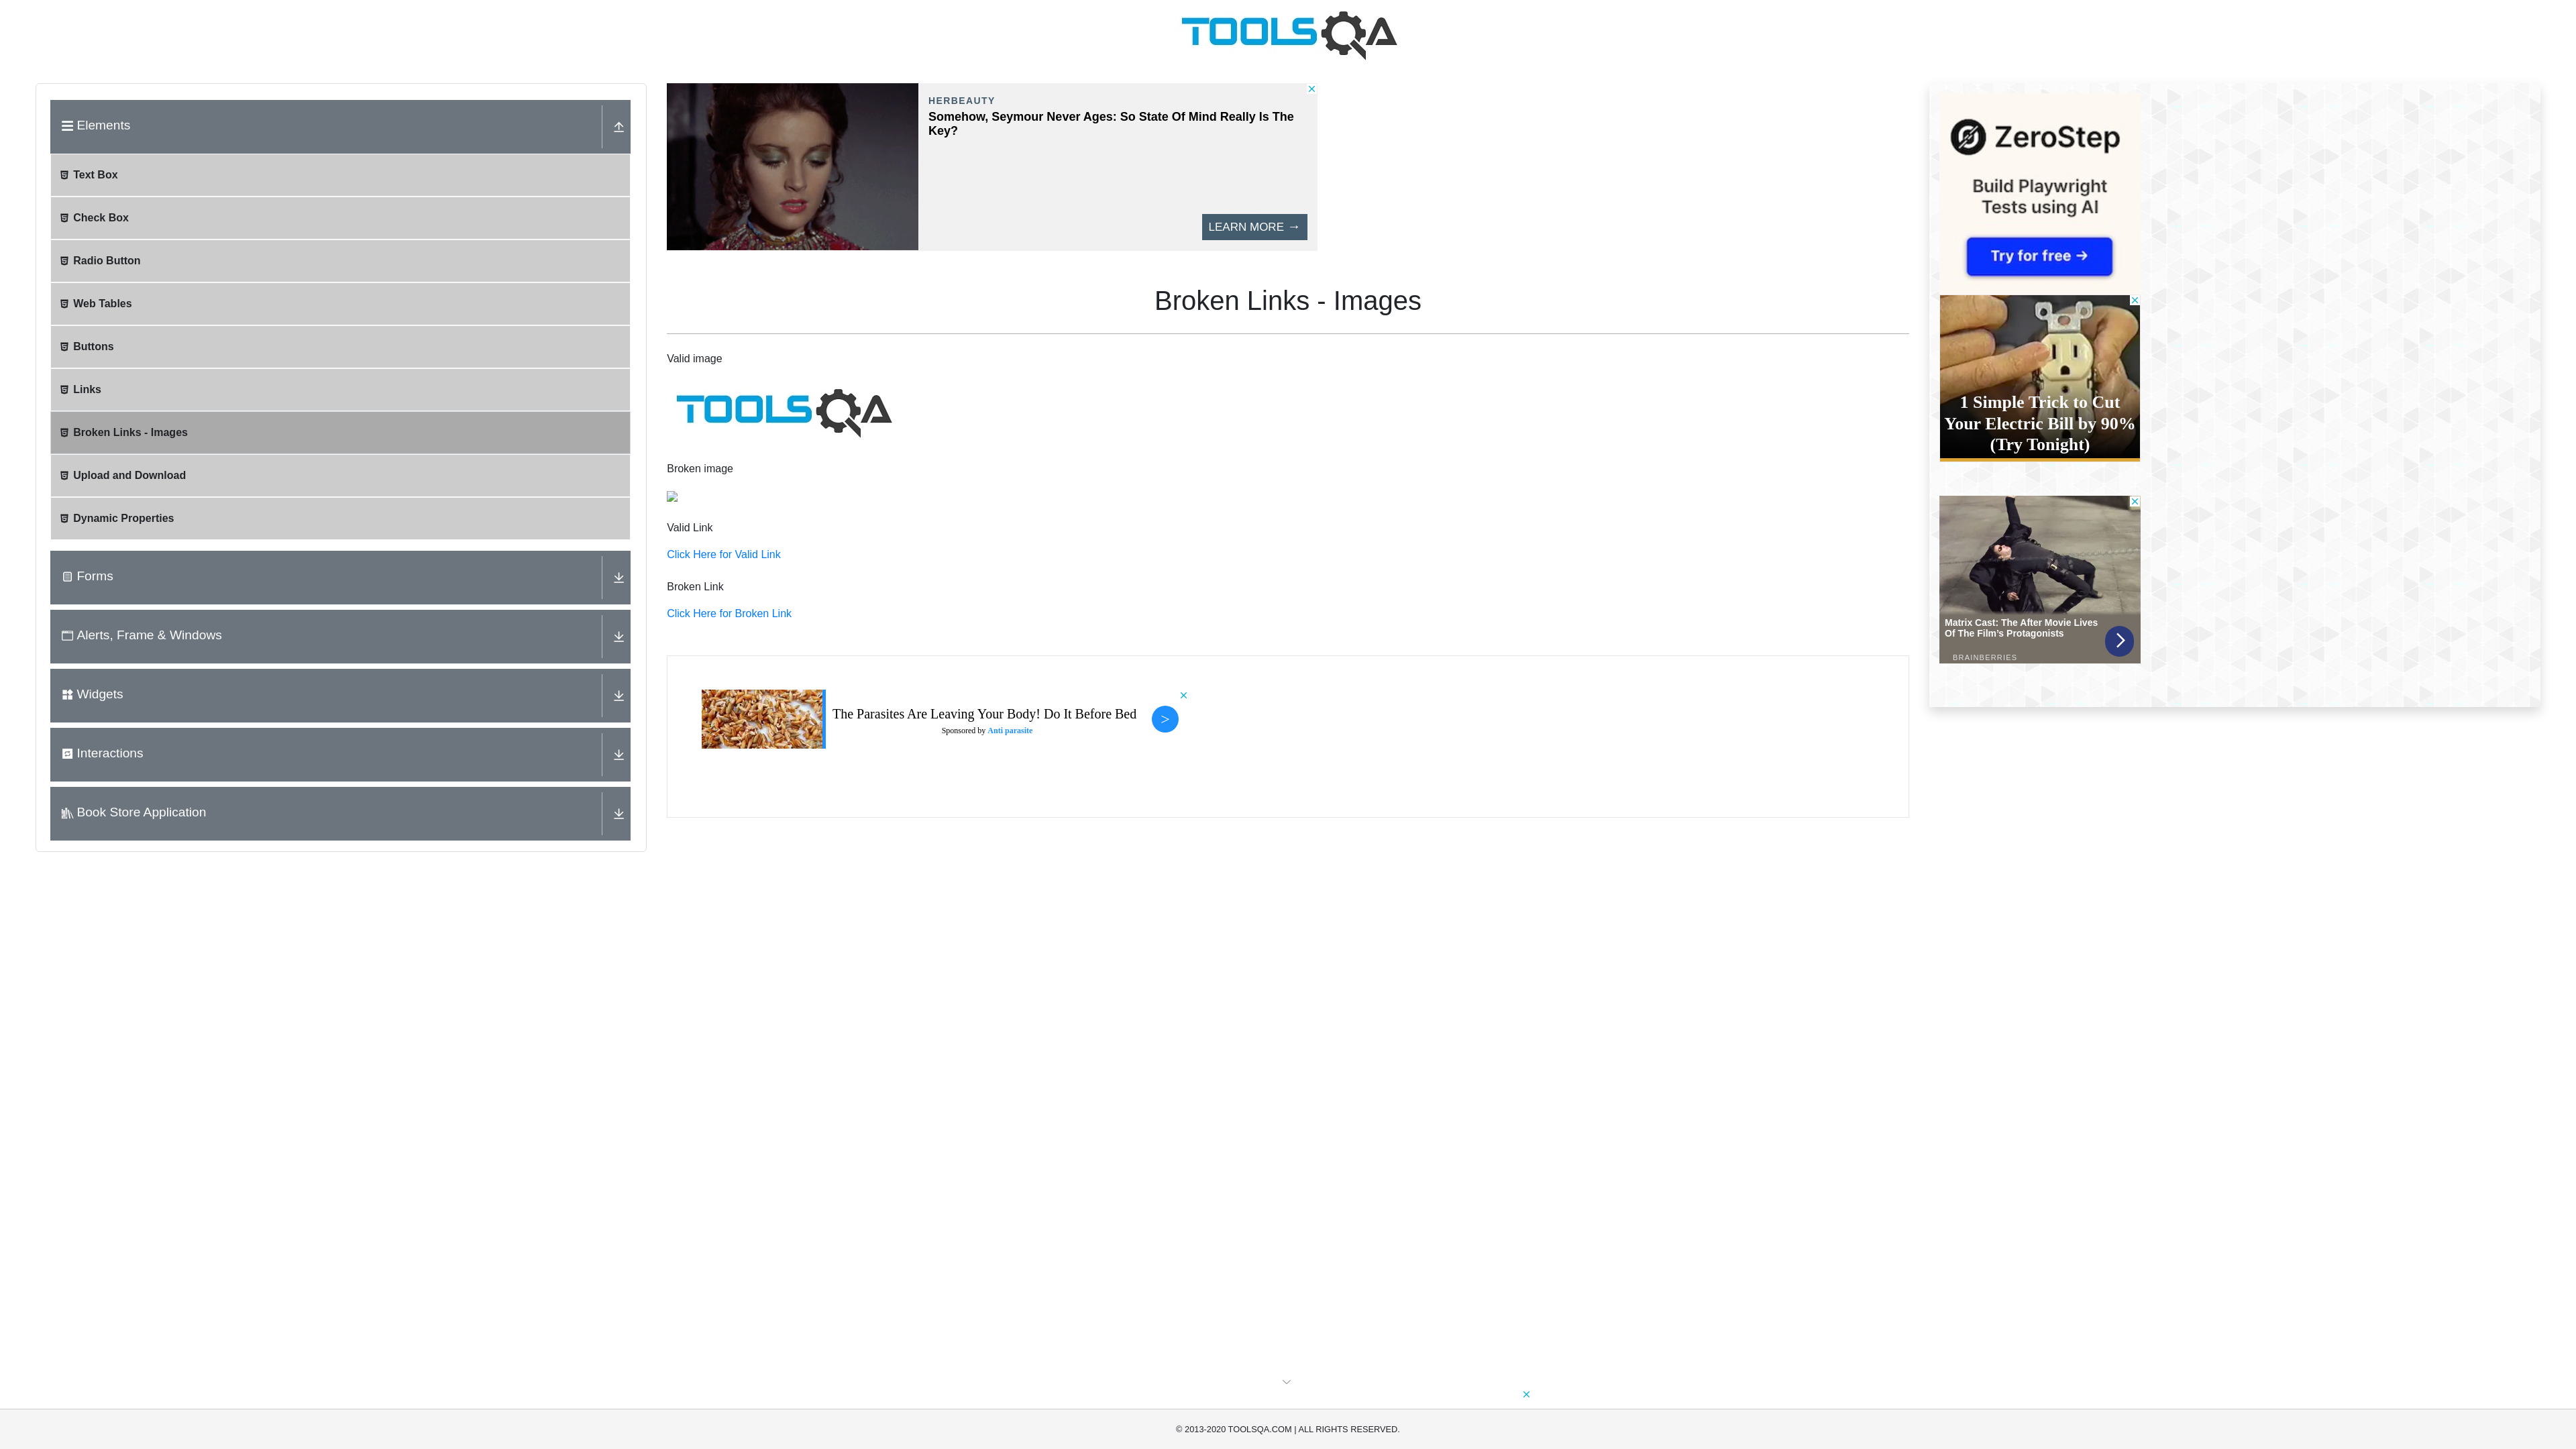 TOOLSQA
Elements
Text Box
Check Box
Radio Button
Web Tables
Buttons
Links
Broken Links - Images
Upload and Download
Dynamic Properties
Forms
Alerts, Frame & Windows
Widgets
Interactions
Book Store Application
HERBEAUTY
Somehow, Seymour Never Ages: So State Of Mind Really Is The
Key?
LEARN MORE →
Broken Links - Images
Valid image
TOOLSQA
Broken image
Valid Link
Click Here for Valid Link
Broken Link
Click Here for Broken Link
The Parasites Are Leaving Your Body! Do It Before Bed
Sponsored by Anti parasite
>
ZeroStep
Build Playwright
Tests using AI
Try for free →
1 Simple Trick to Cut
Your Electric Bill by 90%
(Try Tonight)
Matrix Cast: The After Movie Lives
Of The Film's Protagonists
BRAINBERRIES
© 2013-2020 TOOLSQA.COM | ALL RIGHTS RESERVED.